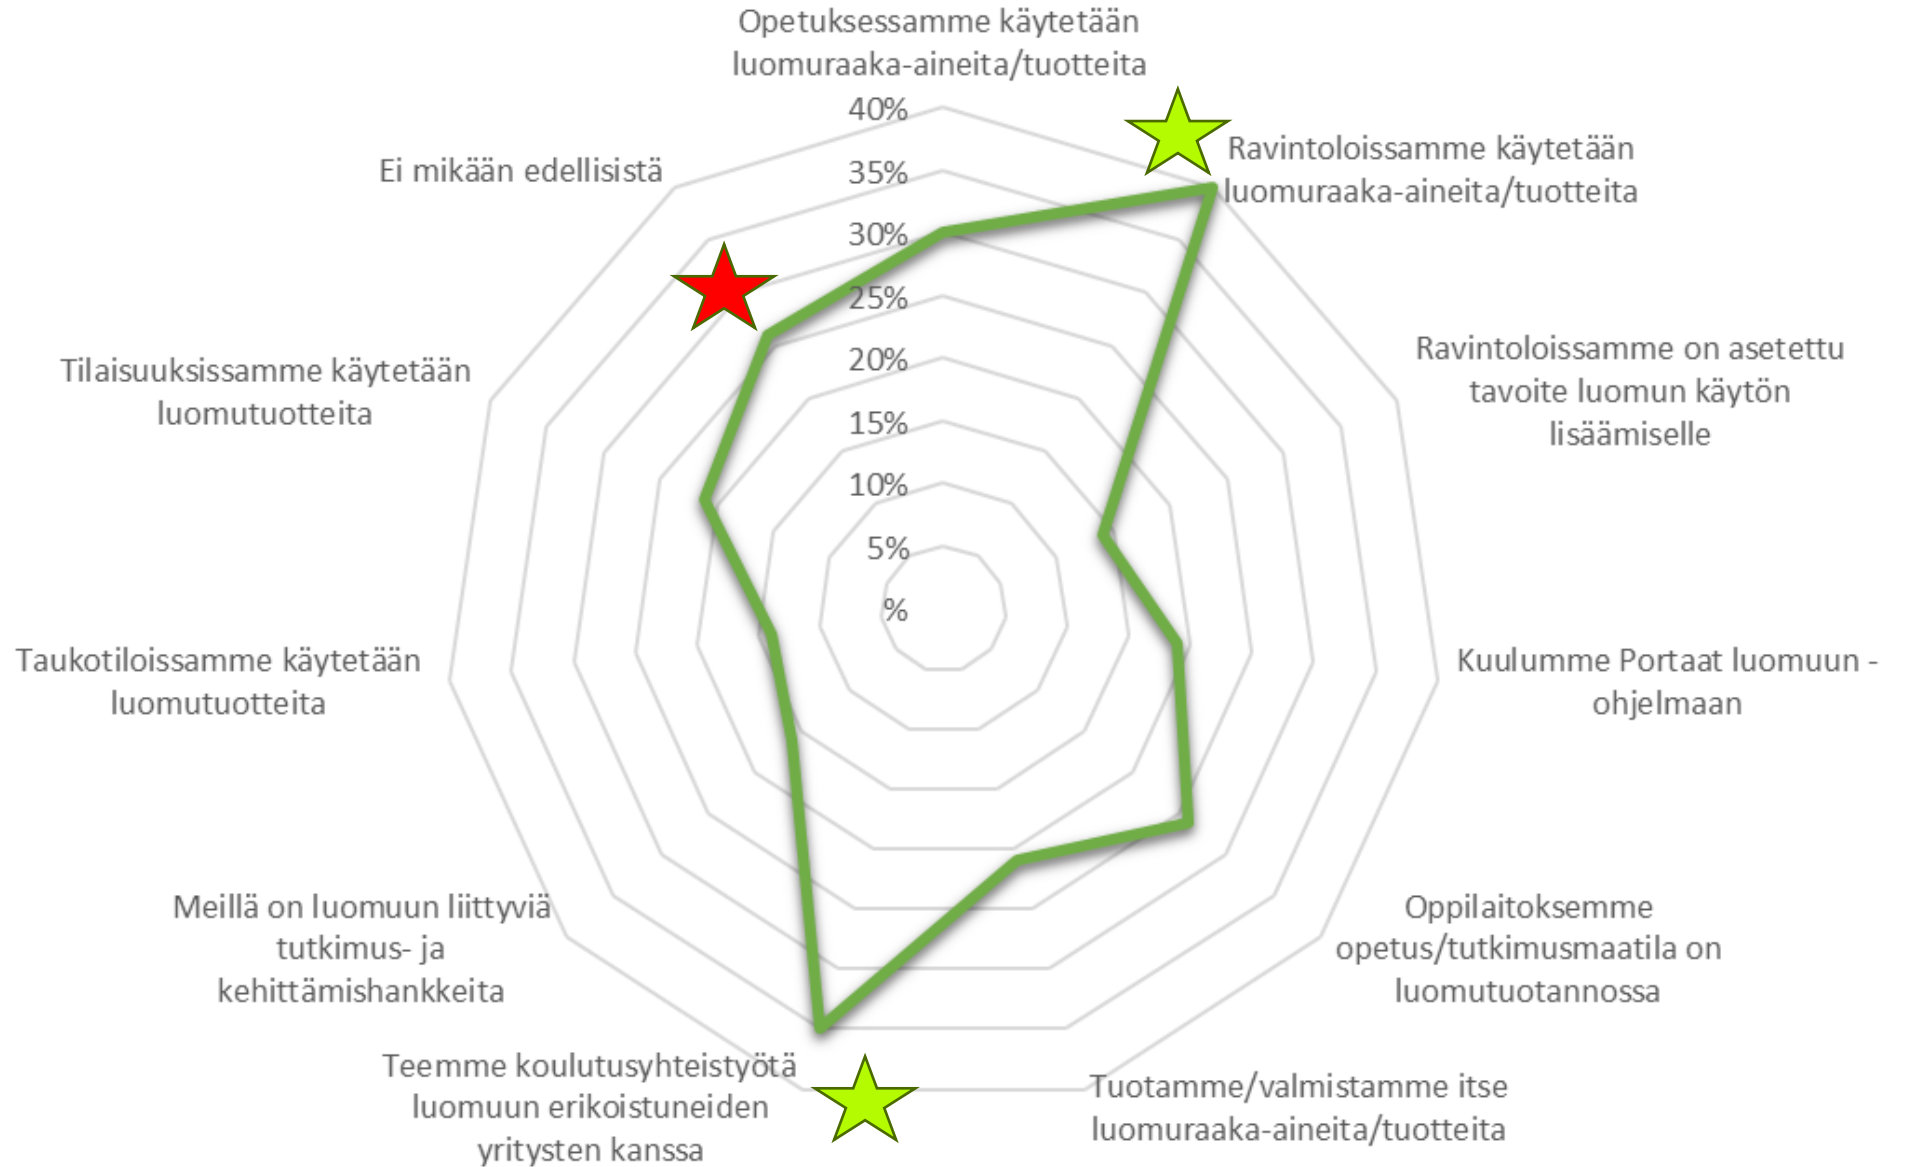 Opetuksessamme käytetään
luomuraaka-aineita/tuotteita
40%
35%
30%
25%
20%
15%
10%
5%
%
Ravintoloissamme käytetään
luomuraaka-aineita/tuotteita
Ravintoloissamme on asetettu
tavoite luomun käytön
lisäämiselle
Kuulumme Portaat luomuun -
ohjelmaan
Oppilaitoksemme
opetus/tutkimusmaatila on
luomutuotannossa
Tuotamme/valmistamme itse
luomuraaka-aineita/tuotteita
Teemme koulutusyhteistyötä
luomuun erikoistuneiden
yritysten kanssa
Meillä on luomuun liittyviä
tutkimus- ja
kehittämishankkeita
Taukotiloissamme käytetään
luomutuotteita
Tilaisuuksissamme käytetään
luomutuotteita
Ei mikään edellisistä